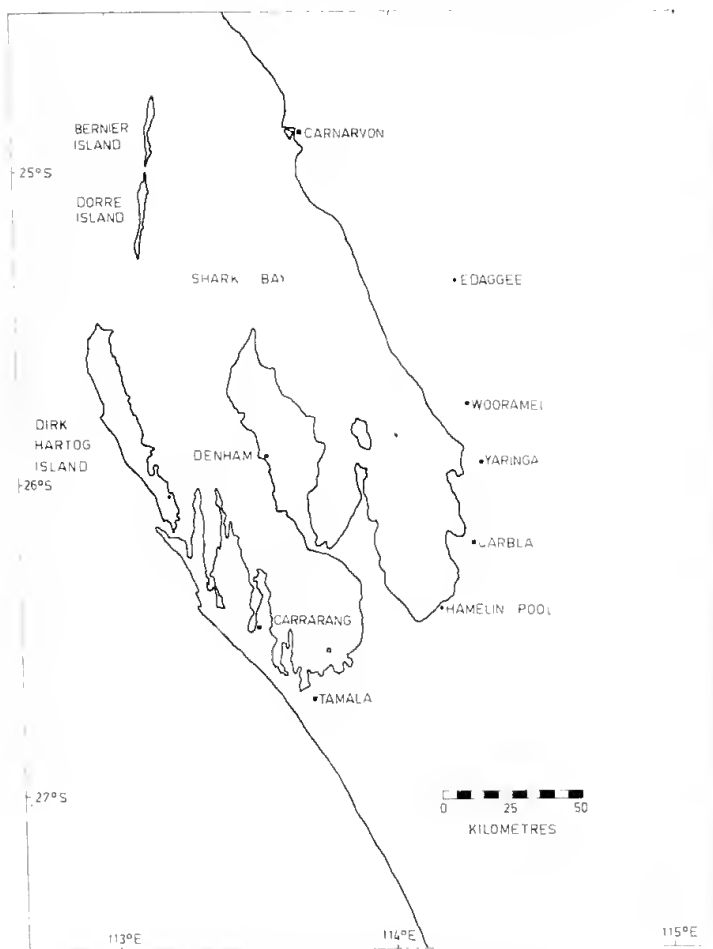 BERNIER
ISLAND
CARNARVON
25°S
DORRE
ISLAND
SHARK BAY
EDAGGEE
WOORAMEL
DIRK
HARTOG
ISLAND
DENHAM
YARINGA
26°S
CARBLA
HAMELIN POOL
CARRARANG
TAMALA
27°S
0 25 50
KILOMETRES
113°E 114°E 115°E